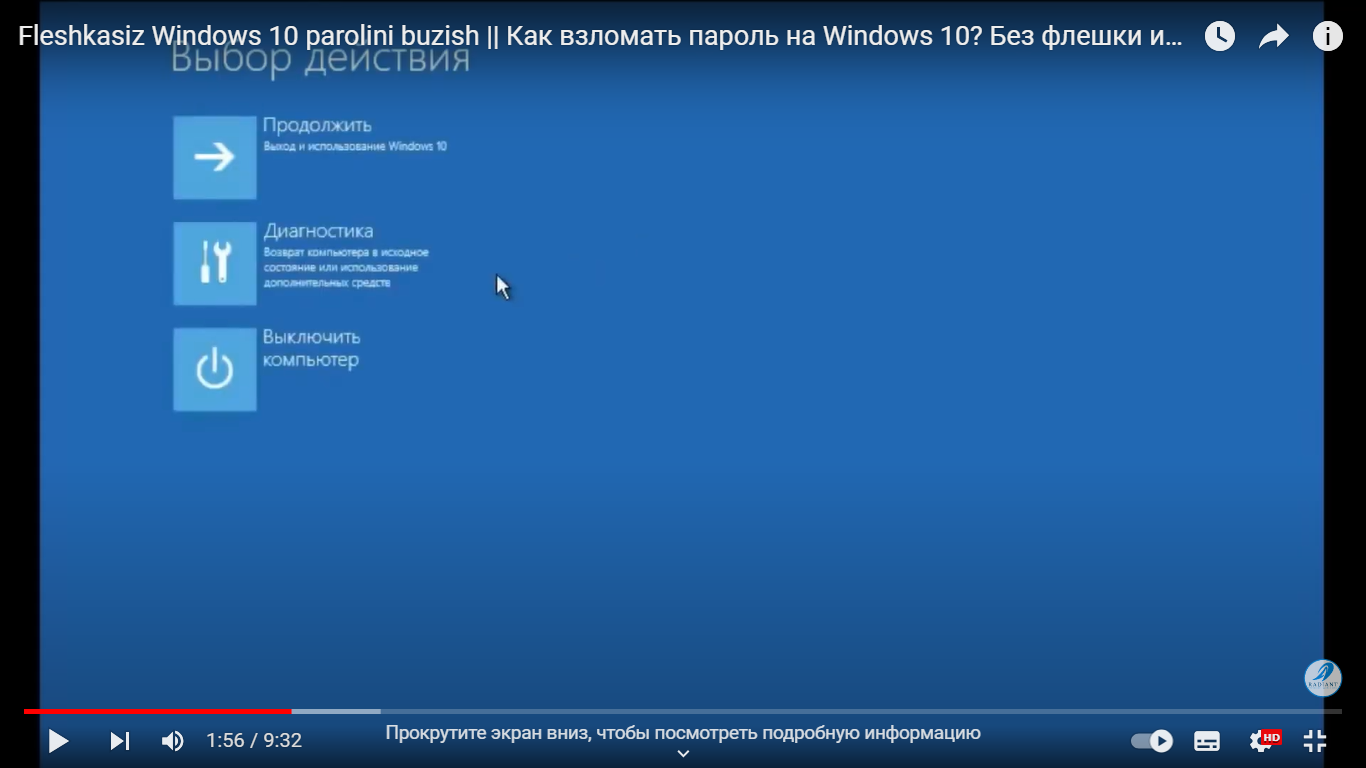 Fleshkasiz Windows 10 parolini buzish || Как взломать пароль на Windows 10? Без флешки и...
Выбор действия
Продолжить
Выход и использование Windows 10
Диагностика
Возврат компьютера в исходное
состояние или использование
дополнительных средств
Выключить
компьютер
RADIANT
1:56 / 9:32
Прокрутите экран вниз, чтобы посмотреть подробную информацию
HD